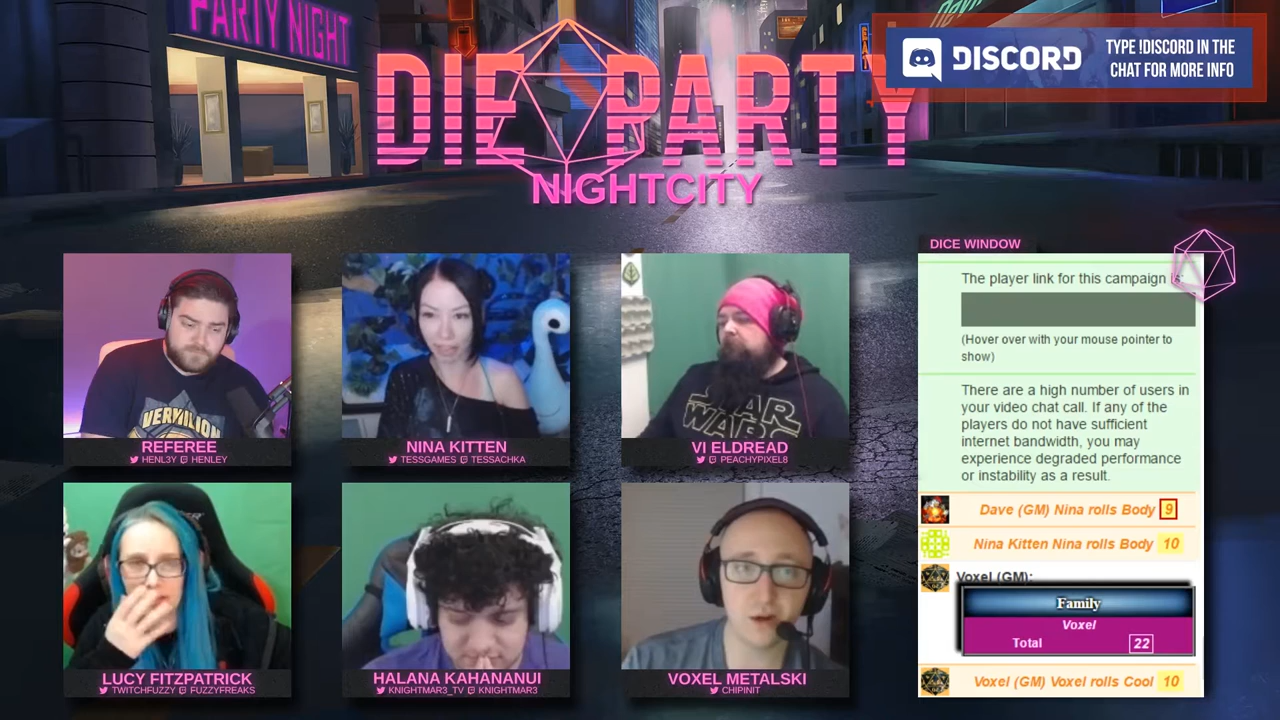 PARTY NIGHT
DIE PARTY
NIGHTCITY
DISCORD
TYPE !DISCORD IN THE
CHAT FOR MORE INFO
REFEREE
HENL3Y HENLEY
NINA KITTEN
TESSGAMES TESSACHKA
VI ELDREAD
PEACHYPIXEL8
STAR
WARS
LUCY FITZPATRICK
TWITCHFUZZY FUZZYFREAKS
HALANA KAHANANUI
KNIGHTMAR3_TV KNIGHTMAR3
VOXEL METALSKI
CHIPINIT
DICE WINDOW
The player link for this campaign is:
(Hover over with your mouse pointer to
show)
There are a high number of users in
your video chat call. If any of the
players do not have sufficient
internet bandwidth, you may
experience degraded performance
or instability as a result.
Dave (GM) Nina rolls Body 9
Nina Kitten Nina rolls Body 10
Voxel (GM):
Family
Voxel
Total 22
Voxel (GM) Voxel rolls Cool 10